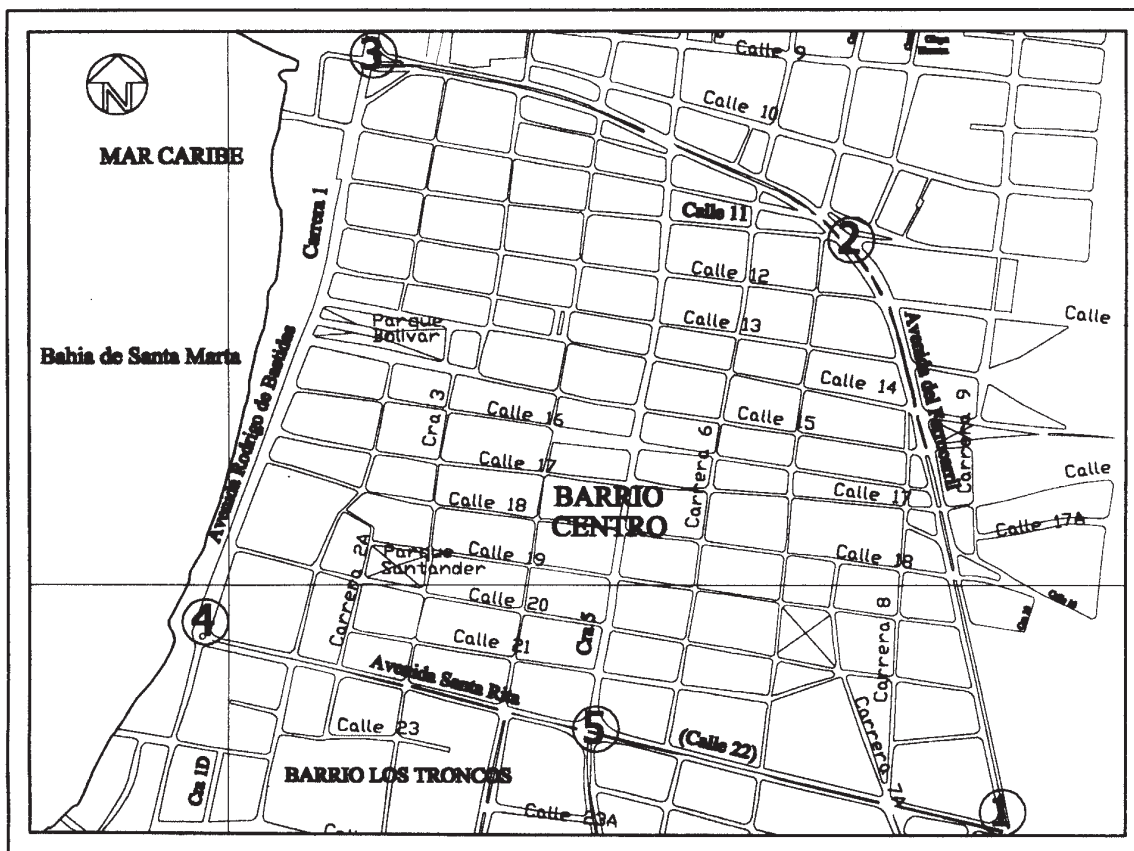 3
Calle 9
N
Calle 10
MAR CARIBE
Carrera 1
Calle 11
2
Calle 12
Parque
Bolivar
Calle 13
Calle
Bahia de Santa Marta
Avenida Rodrigo de Bastidas
Avenida del Ferrocarril
Calle 14
Cra 3
Calle 16
Calle 15
Carrera 6
Carrera 9
Calle 17
Calle
BARRIO
CENTRO
Calle 18
Calle 17
Calle 17A
Carrera 2A
Parque
Santander
Calle 19
Calle 18
Calle 20
Cra 5
Carrera 8
4
Calle 21
Avenida Santa Rita
Calle 23
5
(Calle 22)
Carrera 7A
BARRIO LOS TRONCOS
Cra 1D
Calle 23A
1